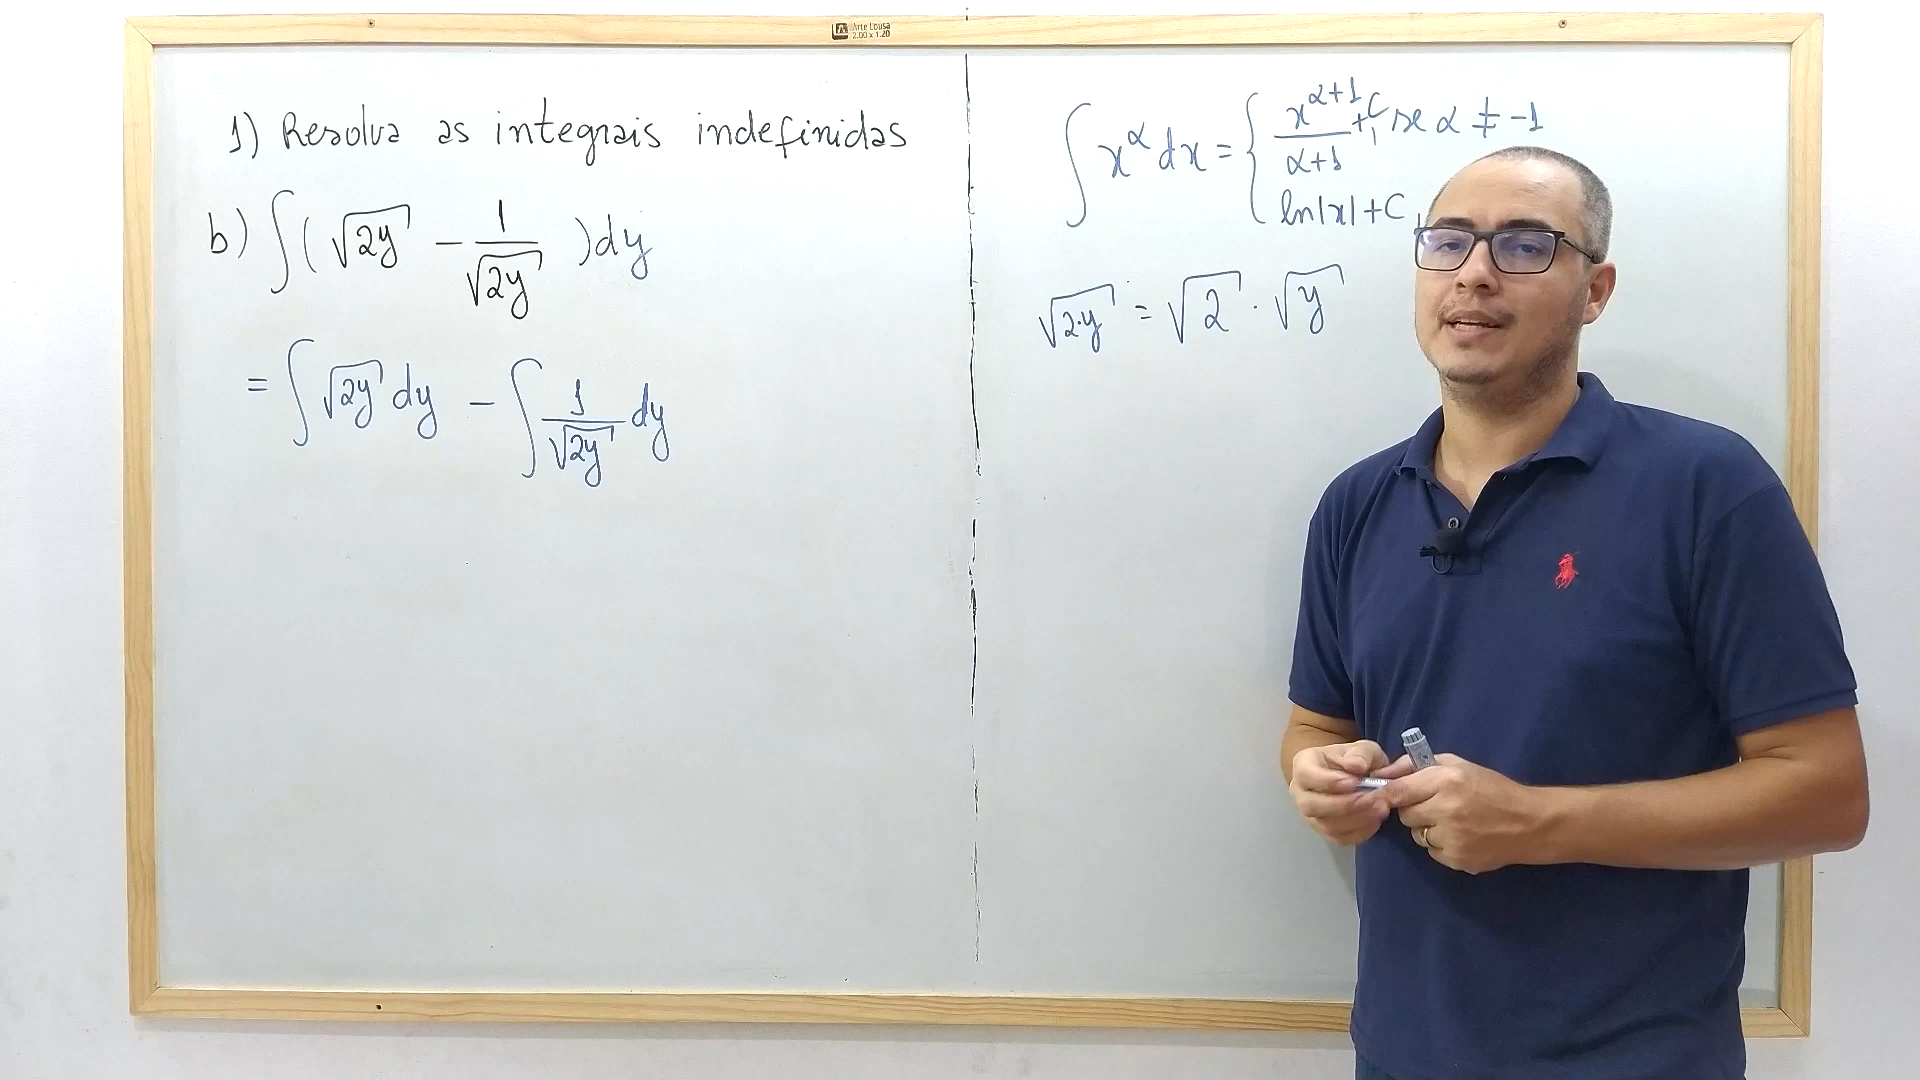 Arte Lousa
2.00 x 1.20
1) Resolva as integrais indefinidas
b) ∫(√2y - 1/√2y )dy
= ∫√2y dy - ∫1/√2y dy
∫x^α dx = { x^(α+1)/(α+1) + C, se α ≠ -1
ln|x| + C,
√2·y = √2 · √y